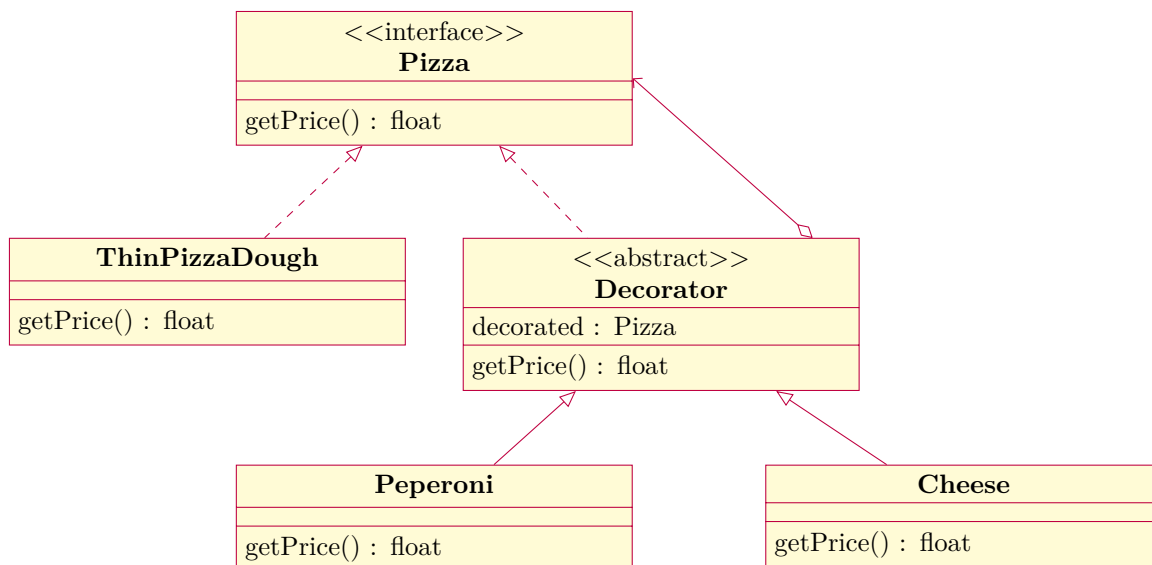 <<interface>>
Pizza
getPrice() : float
ThinPizzaDough
getPrice() : float
<<abstract>>
Decorator
decorated : Pizza
getPrice() : float
Peperoni
getPrice() : float
Cheese
getPrice() : float